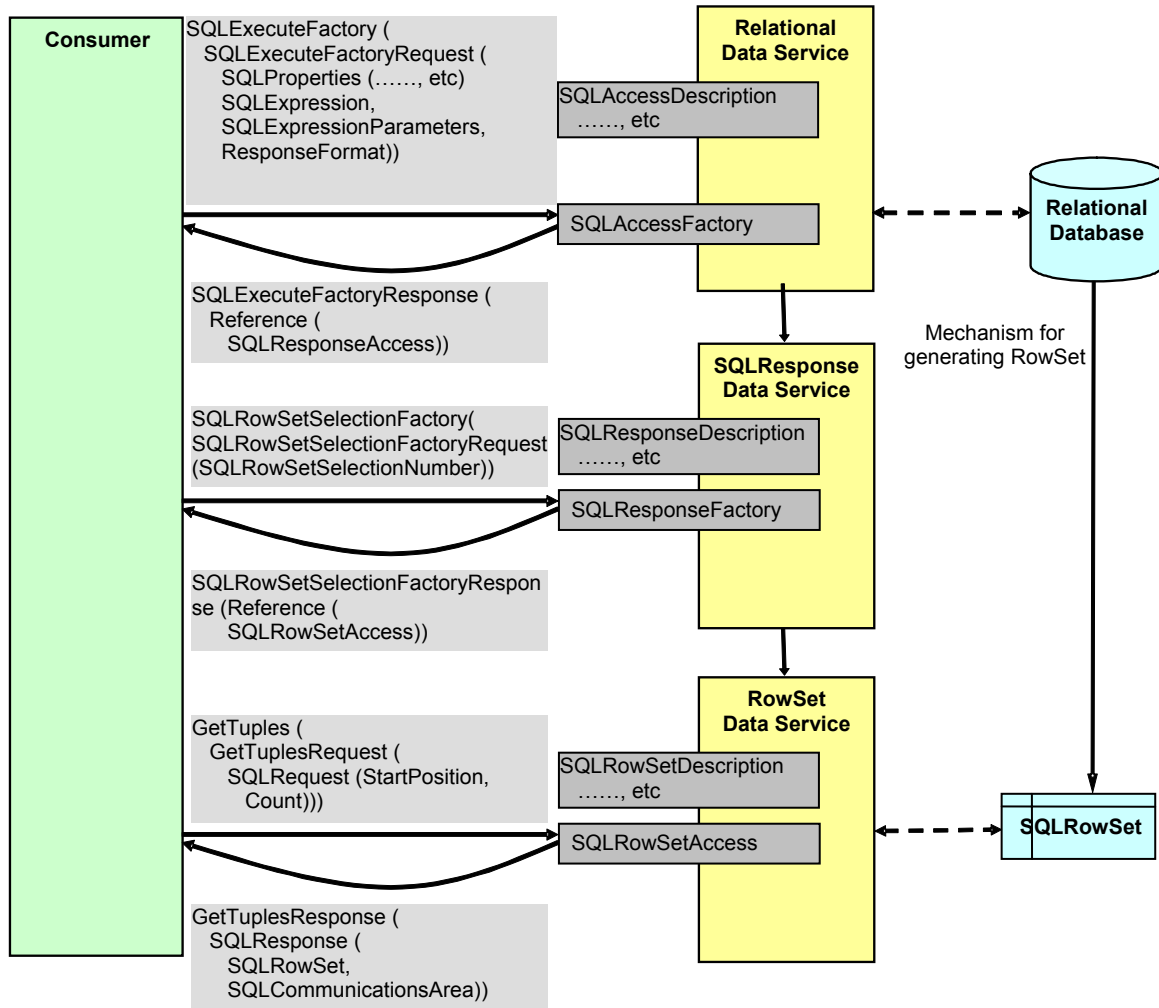 Consumer
SQLExecuteFactory (
SQLExecuteFactoryRequest (
SQLProperties (……, etc)
SQLExpression,
SQLExpressionParameters,
ResponseFormat))
Relational
Data Service
SQLAccessDescription
……, etc
SQLAccessFactory
Relational
Database
SQLExecuteFactoryResponse (
Reference (
SQLResponseAccess))
Mechanism for
generating RowSet
SQLResponse
Data Service
SQLRowSetSelectionFactory(
SQLRowSetSelectionFactoryRequest
(SQLRowSetSelectionNumber))
SQLResponseDescription
……, etc
SQLResponseFactory
SQLRowSetSelectionFactoryRespon
se (Reference (
SQLRowSetAccess))
RowSet
Data Service
GetTuples (
GetTuplesRequest (
SQLRequest (StartPosition,
Count)))
SQLRowSetDescription
……, etc
SQLRowSetAccess
SQLRowSet
GetTuplesResponse (
SQLResponse (
SQLRowSet,
SQLCommunicationsArea))